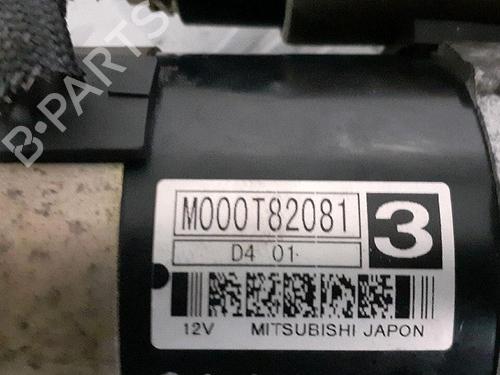 M000T82081
3
D4 01
12V MITSUBISHI JAPON
B-PARTS